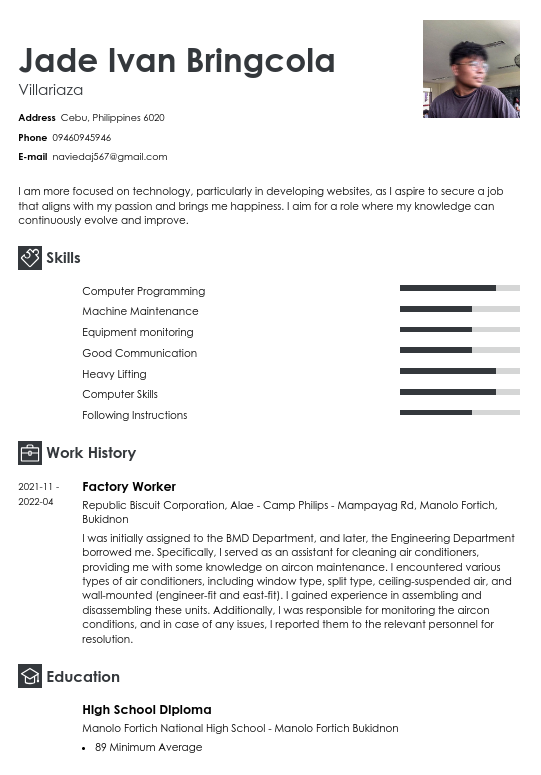 Jade Ivan Bringcola
Villariaza
Address Cebu, Philippines 6020
Phone 09460945946
E-mail naviedaj567@gmail.com
I am more focused on technology, particularly in developing websites, as I aspire to secure a job
that aligns with my passion and brings me happiness. I aim for a role where my knowledge can
continuously evolve and improve.
Skills
Computer Programming
Machine Maintenance
Equipment monitoring
Good Communication
Heavy Lifting
Computer Skills
Following Instructions
Work History
2021-11 -
2022-04
Factory Worker
Republic Biscuit Corporation, Alae - Camp Philips - Mampayag Rd, Manolo Fortich,
Bukidnon
I was initially assigned to the BMD Department, and later, the Engineering Department
borrowed me. Specifically, I served as an assistant for cleaning air conditioners,
providing me with some knowledge on aircon maintenance. I encountered various
types of air conditioners, including window type, split type, ceiling-suspended air, and
wall-mounted (engineer-fit and east-fit). I gained experience in assembling and
disassembling these units. Additionally, I was responsible for monitoring the aircon
conditions, and in case of any issues, I reported them to the relevant personnel for
resolution.
Education
High School Diploma
Manolo Fortich National High School - Manolo Fortich Bukidnon
• 89 Minimum Average